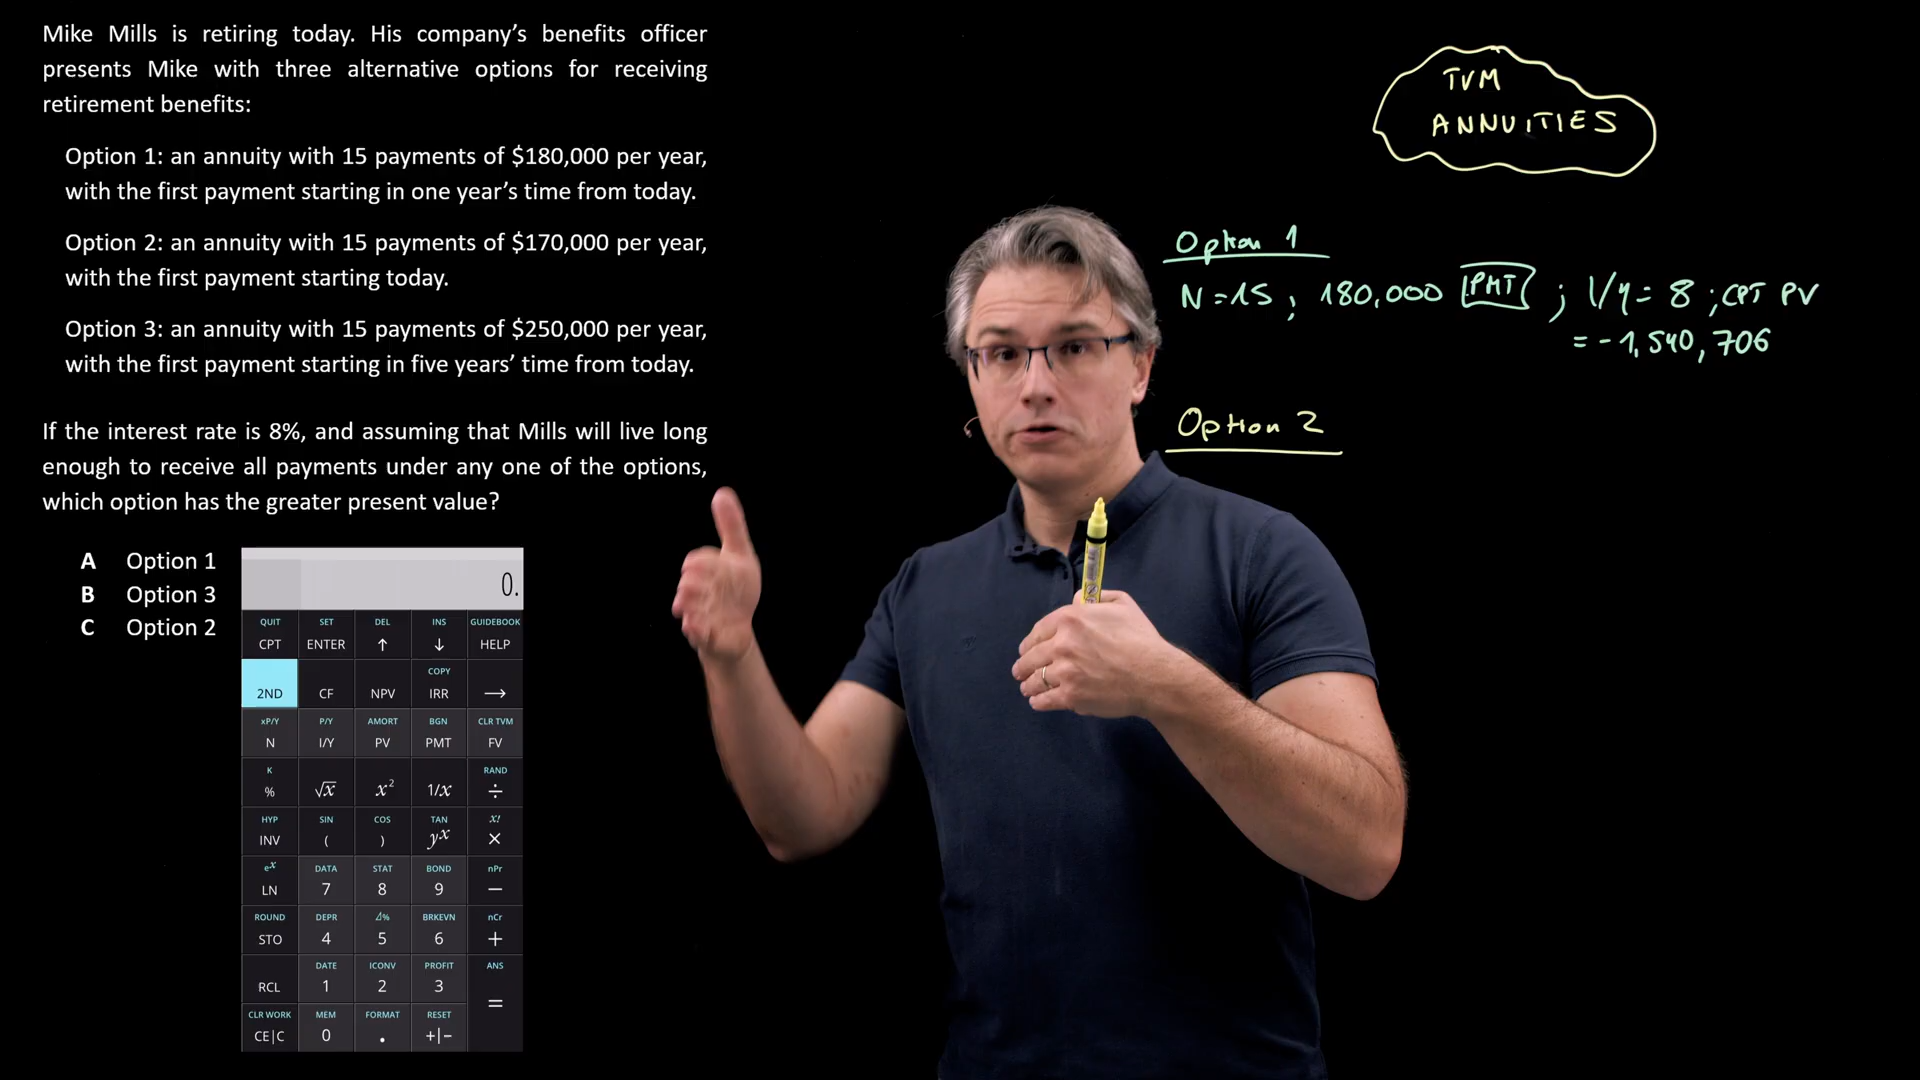 Mike Mills is retiring today. His company's benefits officer
presents Mike with three alternative options for receiving
retirement benefits:
Option 1: an annuity with 15 payments of $180,000 per year,
with the first payment starting in one year's time from today.
Option 2: an annuity with 15 payments of $170,000 per year,
with the first payment starting today.
Option 3: an annuity with 15 payments of $250,000 per year,
with the first payment starting in five years' time from today.
If the interest rate is 8%, and assuming that Mills will live long
enough to receive all payments under any one of the options,
which option has the greater present value?
A Option 1
B Option 3
C Option 2
0.
QUIT SET DEL INS GUIDEBOOK
CPT ENTER ↑ ↓ HELP
COPY
2ND CF NPV IRR →
xP/Y P/Y AMORT BGN CLR TVM
N I/Y PV PMT FV
K RAND
% √x x² 1/x ÷
HYP SIN COS TAN x!
INV ( ) yˣ ×
eˣ DATA STAT BOND nPr
LN 7 8 9 −
ROUND DEPR Δ% BRKEVN nCr
STO 4 5 6 +
DATE ICONV PROFIT ANS
RCL 1 2 3 =
CLR WORK MEM FORMAT RESET
CE|C 0 . +|−
TVM
ANNUITIES
Option 1
N = 15 ; 180,000 PMT ; I/Y = 8 ; CPT PV
= - 1,540,706
Option 2